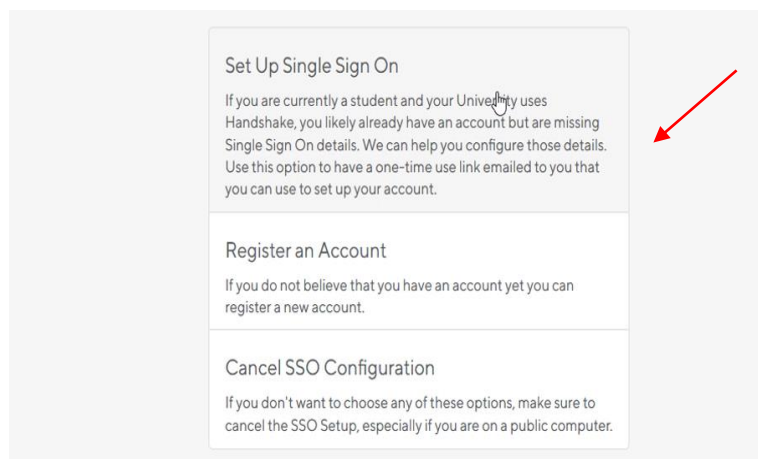 Set Up Single Sign On
If you are currently a student and your University uses
Handshake, you likely already have an account but are missing
Single Sign On details. We can help you configure those details.
Use this option to have a one-time use link emailed to you that
you can use to set up your account.
Register an Account
If you do not believe that you have an account yet you can
register a new account.
Cancel SSO Configuration
If you don't want to choose any of these options, make sure to
cancel the SSO Setup, especially if you are on a public computer.